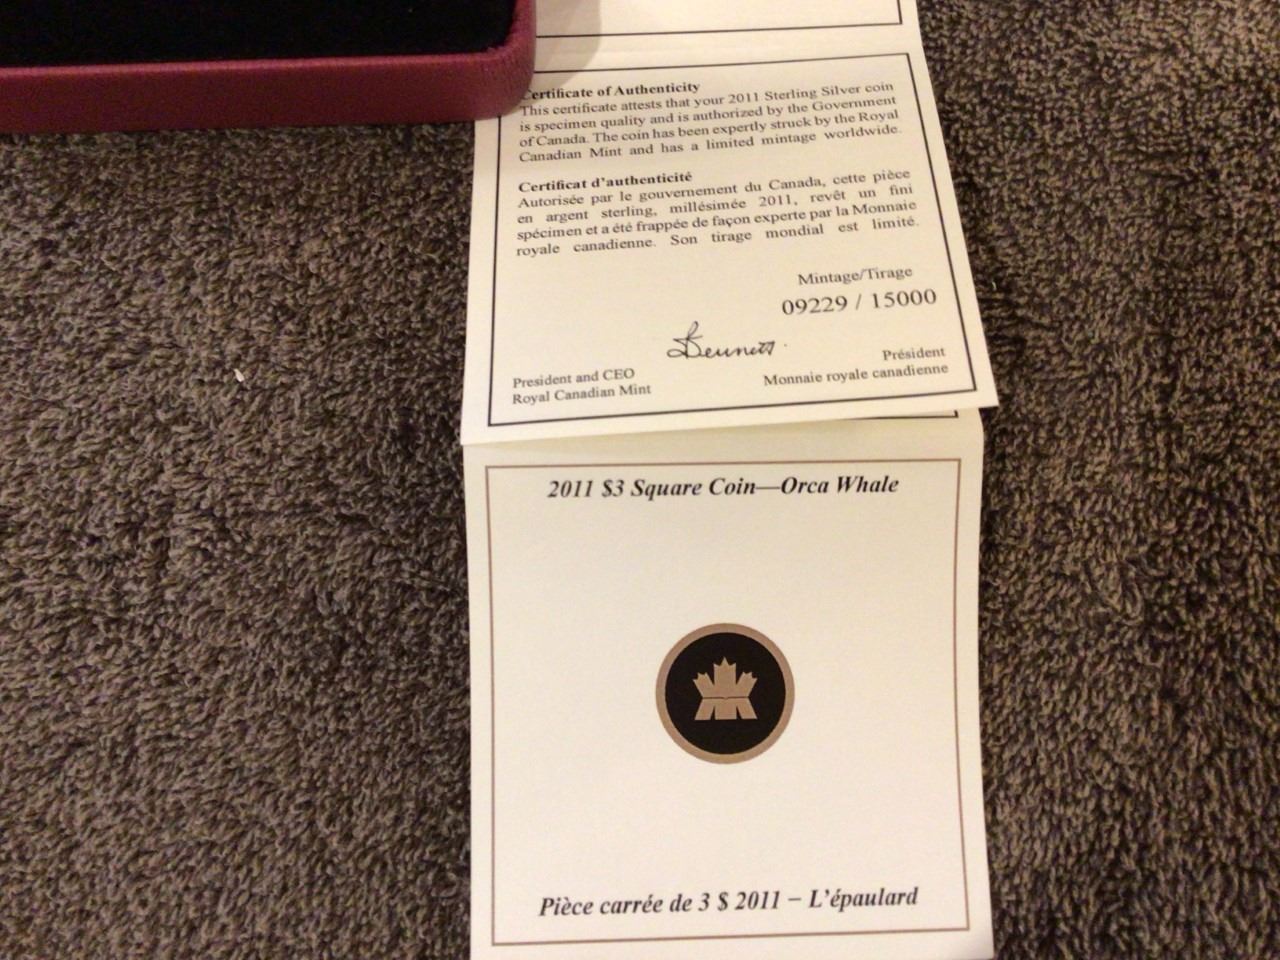 Certificate of Authenticity
This certificate attests that your 2011 Sterling Silver coin
is specimen quality and is authorized by the Government
of Canada. The coin has been expertly struck by the Royal
Canadian Mint and has a limited mintage worldwide.
Certificat d'authenticité
Autorisée par le gouvernement du Canada, cette pièce
en argent sterling, millésimée 2011, revêt un fini
spécimen et a été frappée de façon experte par la Monnaie
royale canadienne. Son tirage mondial est limité.
Mintage/Tirage
09229 / 15000
Bennett
President and CEO
Royal Canadian Mint
Président
Monnaie royale canadienne
2011 $3 Square Coin—Orca Whale
Pièce carrée de 3 $ 2011 – L'épaulard